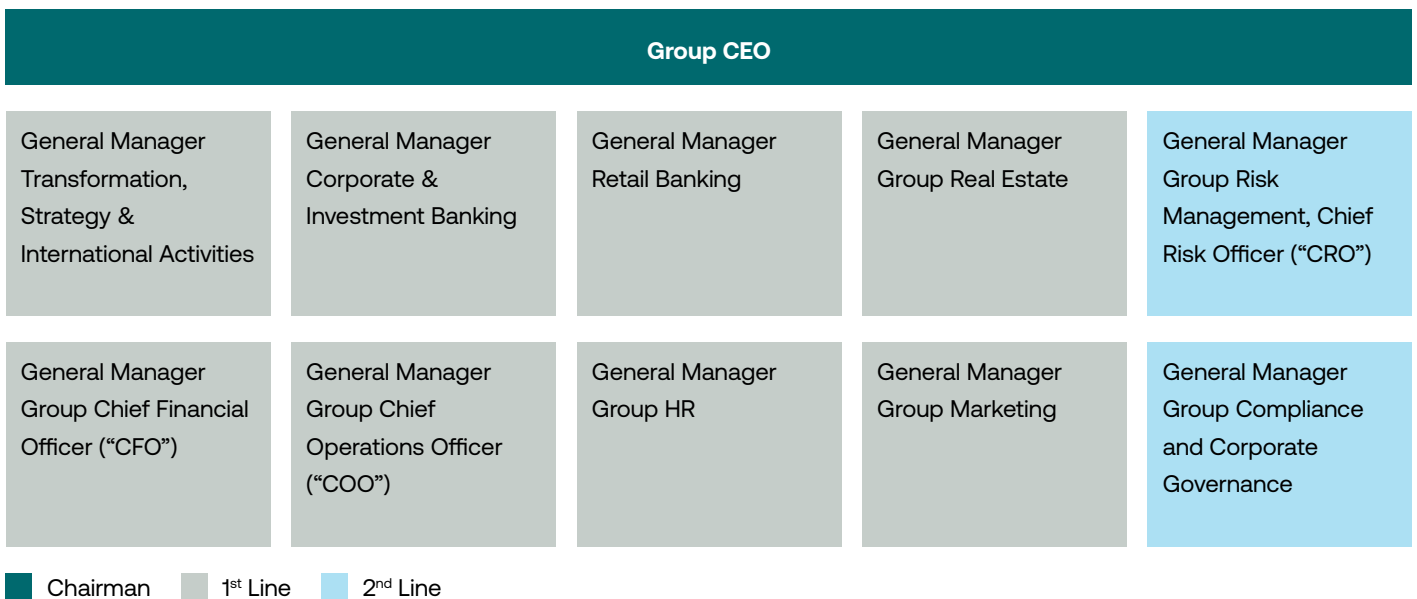 Group CEO
General Manager
Transformation,
Strategy &
International Activities
General Manager
Corporate &
Investment Banking
General Manager
Retail Banking
General Manager
Group Real Estate
General Manager
Group Risk
Management, Chief
Risk Officer (“CRO”)
General Manager
Group Chief Financial
Officer (“CFO”)
General Manager
Group Chief
Operations Officer
(“COO”)
General Manager
Group HR
General Manager
Group Marketing
General Manager
Group Compliance
and Corporate
Governance
Chairman 1st Line 2nd Line